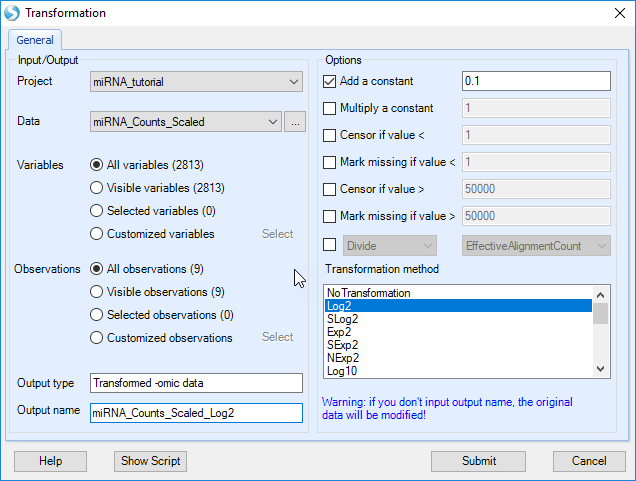 Transformation
General
Input/Output
Project
miRNA_tutorial
Data
miRNA_Counts_Scaled
...
Variables
All variables (2813)
Visible variables (2813)
Selected variables (0)
Customized variables
Select
Observations
All observations (9)
Visible observations (9)
Selected observations (0)
Customized observations
Select
Output type
Transformed -omic data
Output name
miRNA_Counts_Scaled_Log2
Options
Add a constant
0.1
Multiply a constant
1
Censor if value <
1
Mark missing if value <
1
Censor if value >
50000
Mark missing if value >
50000
Divide
EffectiveAlignmentCount
Transformation method
NoTransformation
Log2
SLog2
Exp2
SExp2
NExp2
Log10
Warning: if you don't input output name, the original
data will be modified!
Help
Show Script
Submit
Cancel